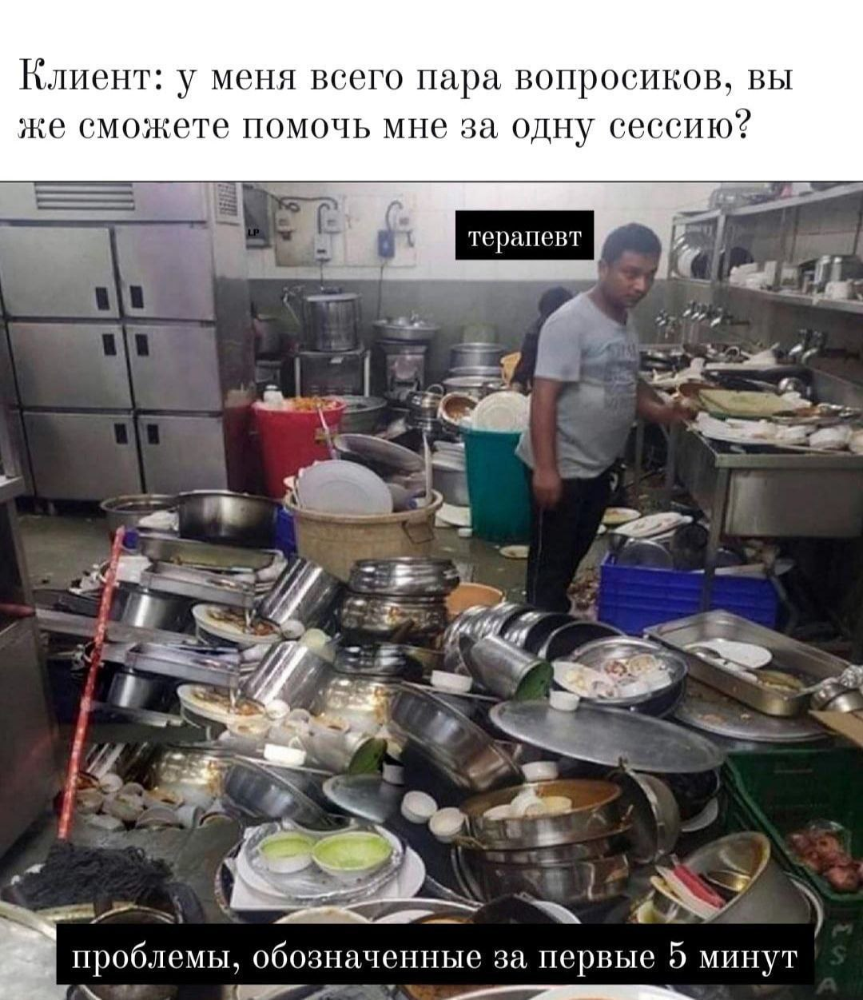 Клиент: у меня всего пара вопросиков, вы
же сможете помочь мне за одну сессию?
LP
терапевт
проблемы, обозначенные за первые 5 минут